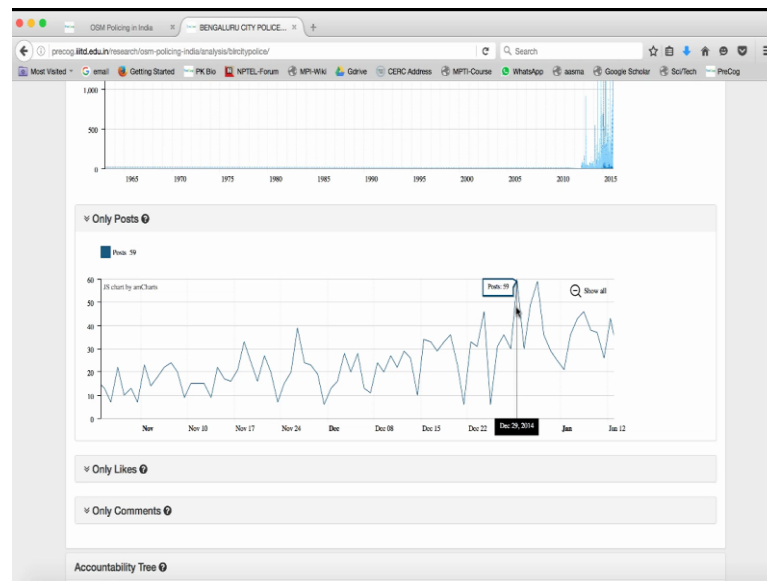 OSM Policing in India × BENGALURU CITY POLICE... × +
precog.iiitd.edu.in/research/osm-policing-india/analysis/blrcitypolice/ Search
Most Visited email Getting Started PK Bio NPTEL-Forum MPI-Wiki Gdrive CERC Address MPTI-Course WhatsApp aasma Google Scholar Sci/Tech PreCog
1,000
500
0
1965 1970 1975 1980 1985 1990 1995 2000 2005 2010 2015
Only Posts
Posts 59
60
JS chart by amCharts
Posts: 59
Show all
50
40
30
20
10
0
Nov Nov 10 Nov 17 Nov 24 Dec Dec 08 Dec 15 Dec 22 Dec 29, 2014 Jan Jan 12
Only Likes
Only Comments
Accountability Tree